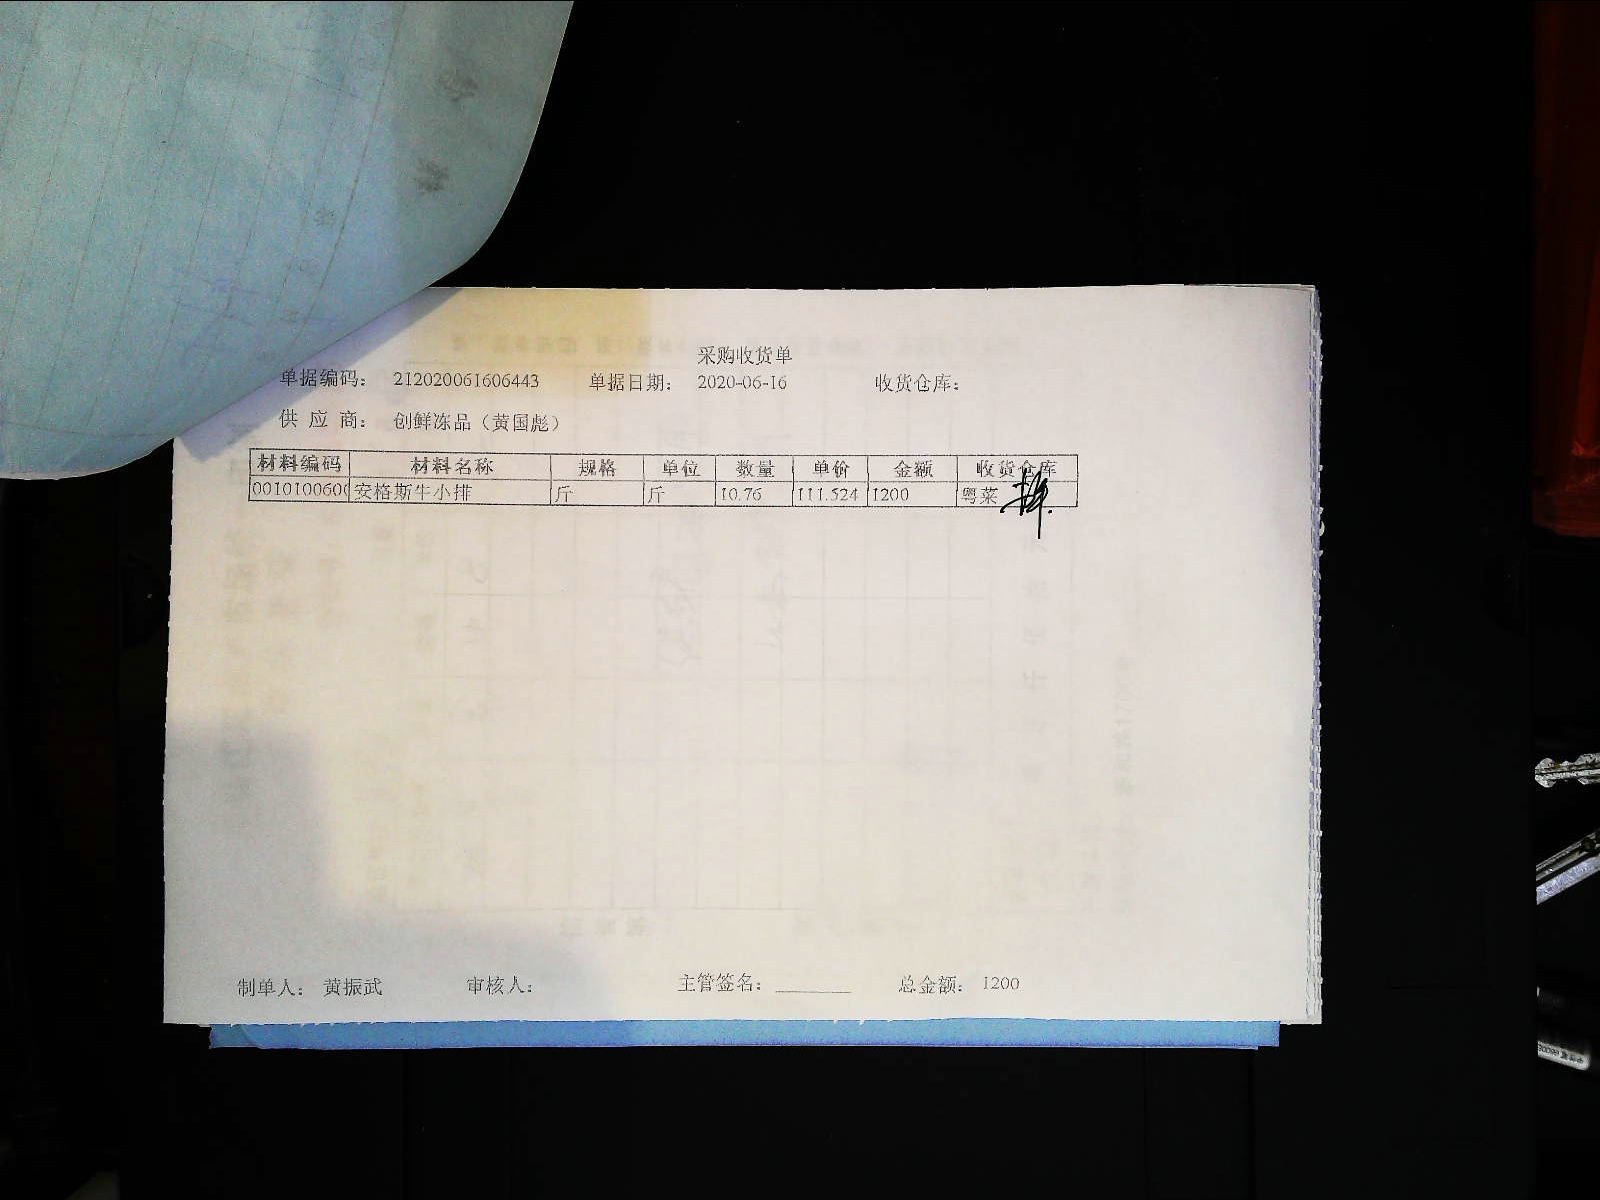 采购收货单
单据编码： 212020061606443 单据日期： 2020-06-16 收货仓库：
供 应 商： 创鲜冻品（黄国彪）
材料编码 材料名称 规格 单位 数量 单价 金额 收货仓库
0010100600 安格斯牛小排 斤 斤 10.76 111.524 1200 粤菜
制单人： 黄振武 审核人： 主管签名： 总金额： 1200